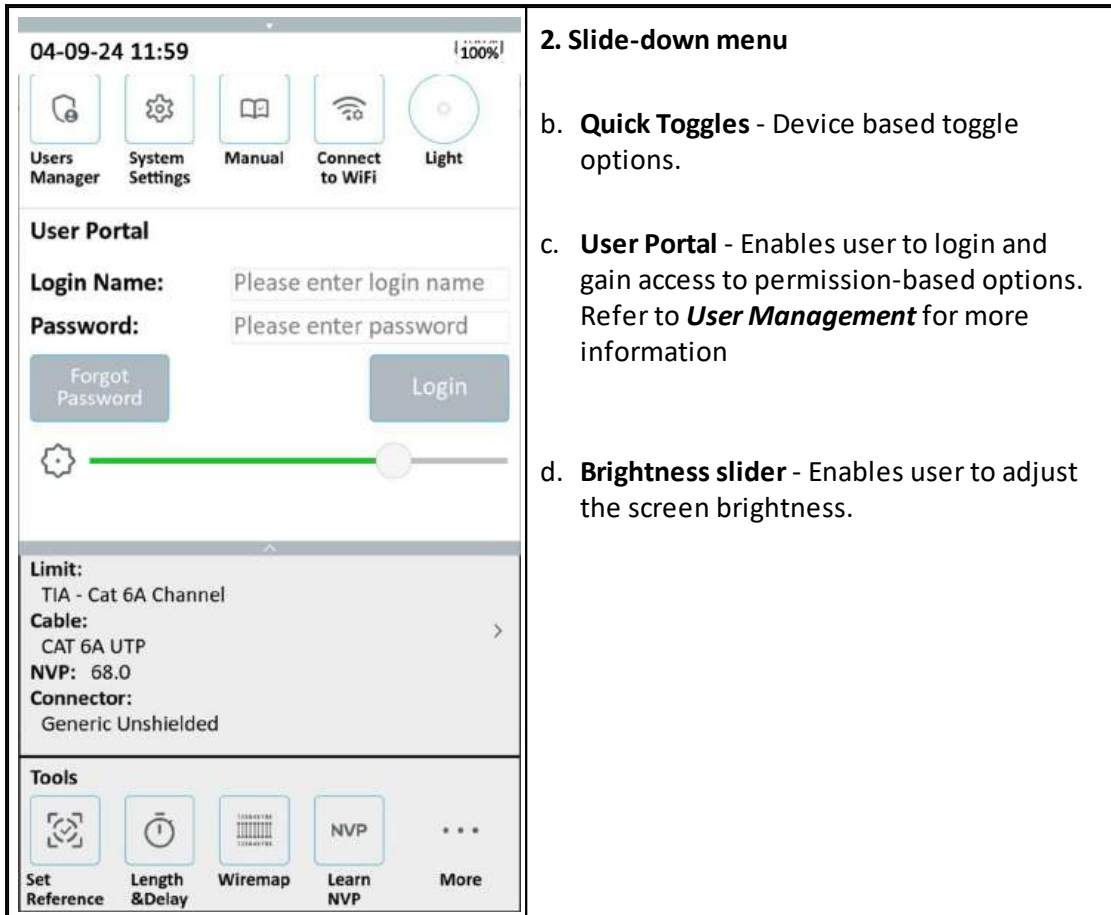 04-09-24 11:59
100%
Users Manager
System Settings
Manual
Connect to WiFi
Light
User Portal
Login Name: Please enter login name
Password: Please enter password
Forgot Password
Login
Limit:
TIA - Cat 6A Channel
Cable:
CAT 6A UTP
NVP: 68.0
Connector:
Generic Unshielded
Tools
NVP
Set Reference
Length &Delay
Wiremap
Learn NVP
More
2. Slide-down menu
b. Quick Toggles - Device based toggle
options.
c. User Portal - Enables user to login and
gain access to permission-based options.
Refer to User Management for more
information
d. Brightness slider - Enables user to adjust
the screen brightness.